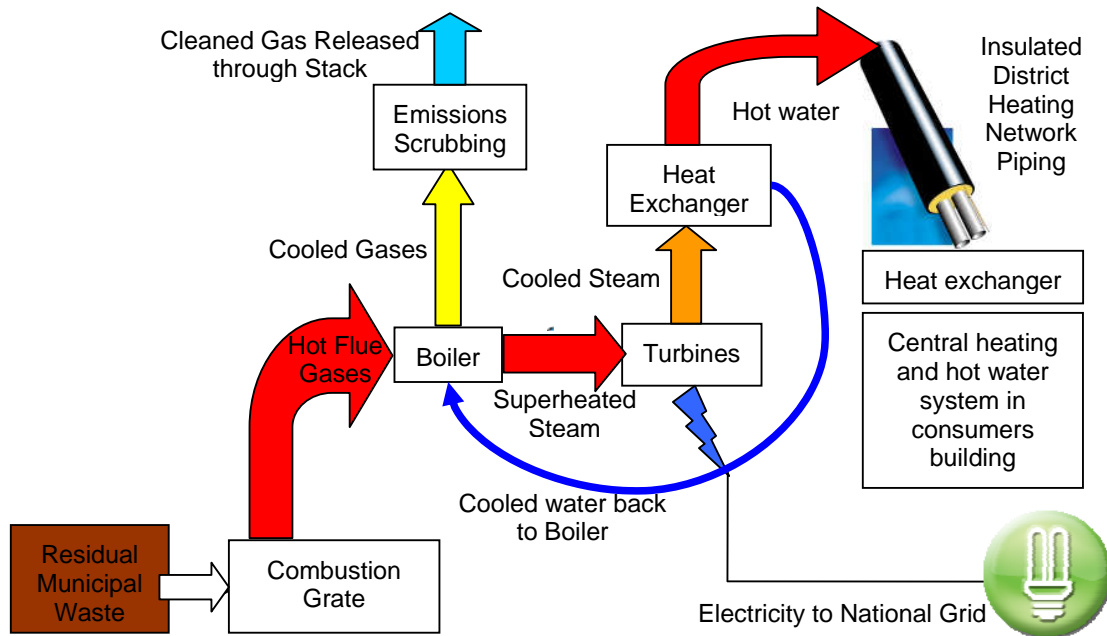 Cleaned Gas Released
through Stack
Emissions
Scrubbing
Hot water
Insulated
District
Heating
Network
Piping
Heat
Exchanger
Cooled Gases
Cooled Steam
Heat exchanger
Hot Flue
Gases
Boiler
Turbines
Central heating
and hot water
system in
consumers
building
Superheated
Steam
Cooled water back
to Boiler
Residual
Municipal
Waste
Combustion
Grate
Electricity to National Grid